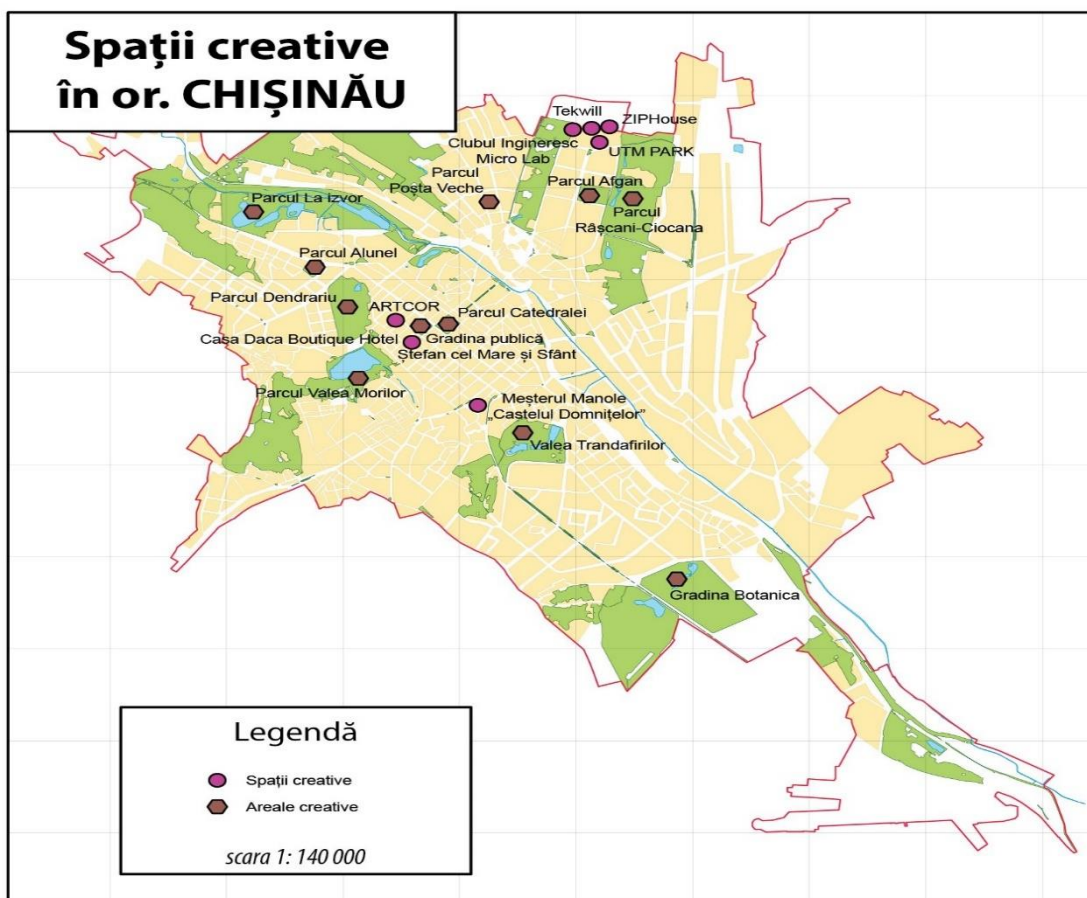 Spații creative
în or. CHIȘINĂU
Tekwill
ZIPHouse
Clubul Ingineresc
Micro Lab
UTM PARK
Parcul
Poșta Veche
Parcul Afgan
Parcul
Râșcani-Ciocana
Parcul La izvor
Parcul Alunel
Parcul Dendrariu
ARTCOR
Parcul Catedralei
Casa Daca Boutique Hotel
Gradina publică
Ștefan cel Mare și Sfânt
Parcul Valea Morilor
Meșterul Manole
„Castelul Domnițelor”
Valea Trandafirilor
Gradina Botanica
Legendă
Spații creative
Areale creative
scara 1: 140 000